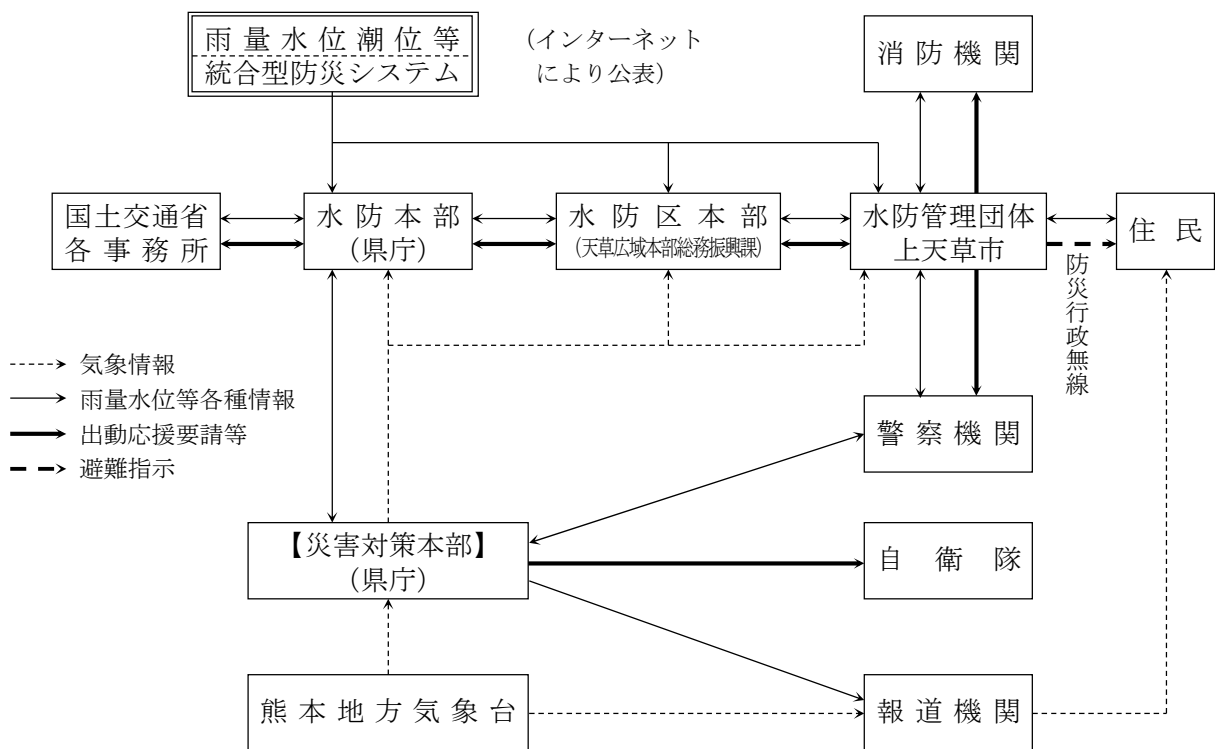 雨量水位潮位等
統合型防災システム
（インターネット
により公表）
消防機関
国土交通省
各事務所
水防本部
（県庁）
水防区本部
（天草広域本部総務振興課）
水防管理団体
上天草市
住民
防災行政無線
気象情報
雨量水位等各種情報
出動応援要請等
避難指示
警察機関
【災害対策本部】
（県庁）
自衛隊
熊本地方気象台
報道機関